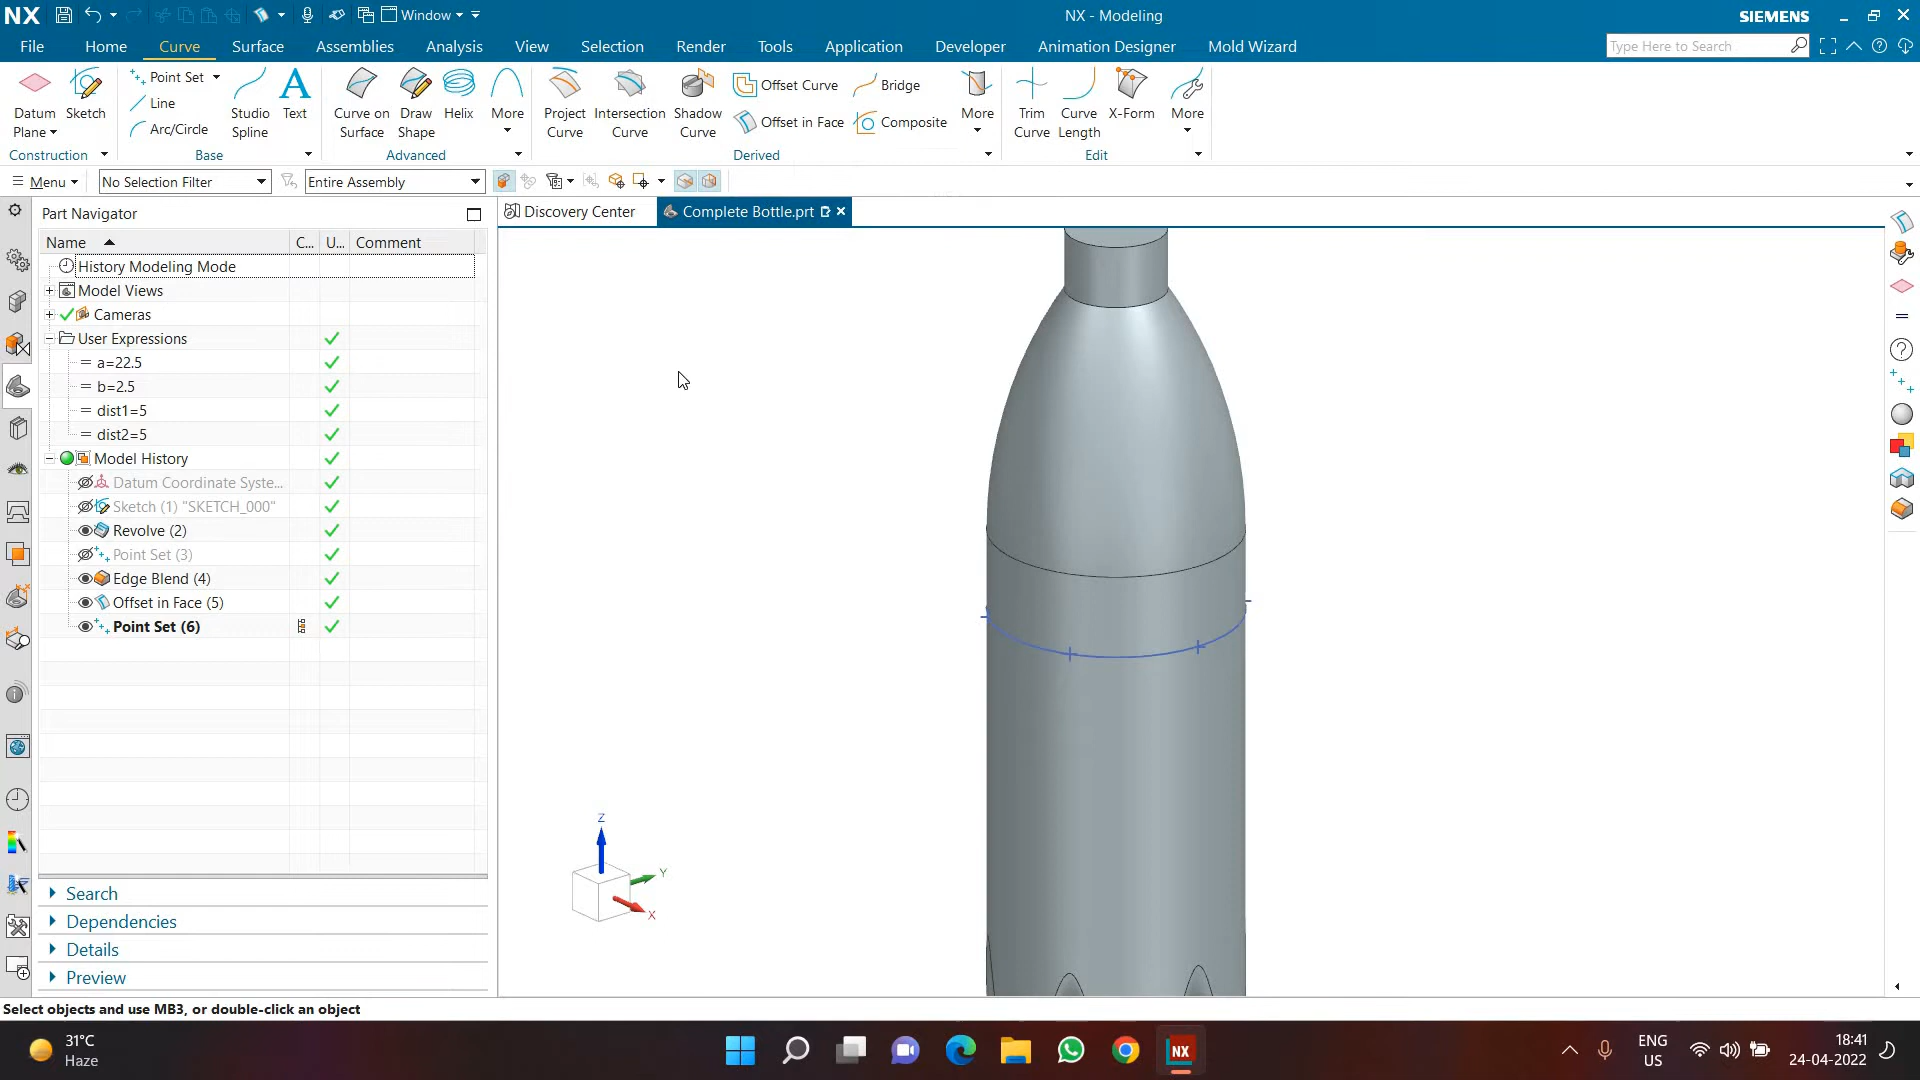 NX
Window
NX - Modeling
SIEMENS
File
Home
Curve
Surface
Assemblies
Analysis
View
Selection
Render
Tools
Application
Developer
Animation Designer
Mold Wizard
Type Here to Search
Datum Plane
Sketch
Point Set
Line
Arc/Circle
Studio Spline
Text
Curve on Surface
Draw Shape
Helix
More
Project Curve
Intersection Curve
Shadow Curve
Offset Curve
Offset in Face
Bridge
Composite
More
Trim Curve
Curve Length
X-Form
More
Construction
Base
Advanced
Derived
Edit
Menu
No Selection Filter
Entire Assembly
Part Navigator
Discovery Center
Complete Bottle.prt
Name
C...
U...
Comment
History Modeling Mode
Model Views
Cameras
User Expressions
a=22.5
b=2.5
dist1=5
dist2=5
Model History
Datum Coordinate Syste...
Sketch (1) "SKETCH_000"
Revolve (2)
Point Set (3)
Edge Blend (4)
Offset in Face (5)
Point Set (6)
Z
Y
X
Search
Dependencies
Details
Preview
Select objects and use MB3, or double-click an object
31°C
Haze
NX
ENG
US
18:41
24-04-2022